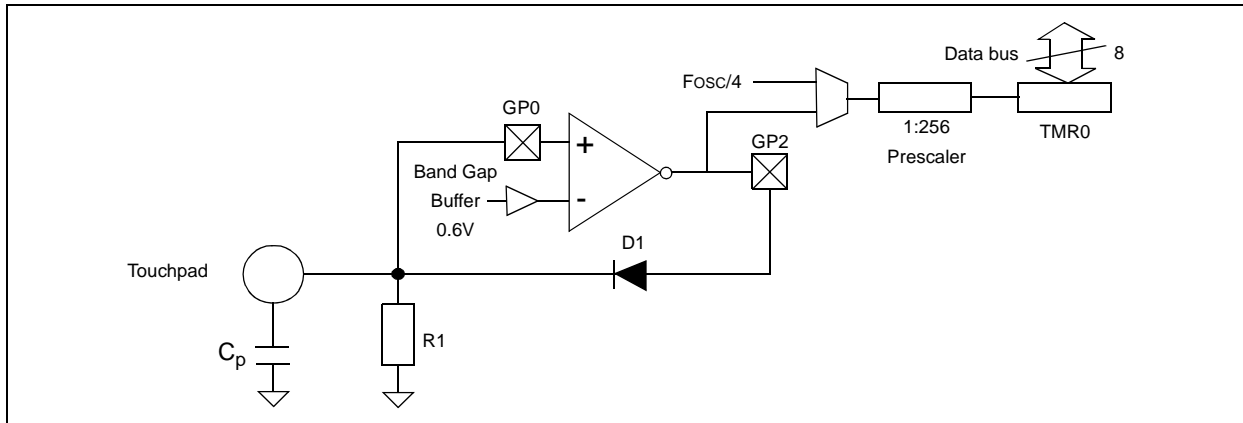 Data bus
8
FOSC/4
GP0
1:256
Prescaler
TMR0
GP2
+
Band Gap
Buffer
-
0.6V
D1
Touchpad
R1
Cp